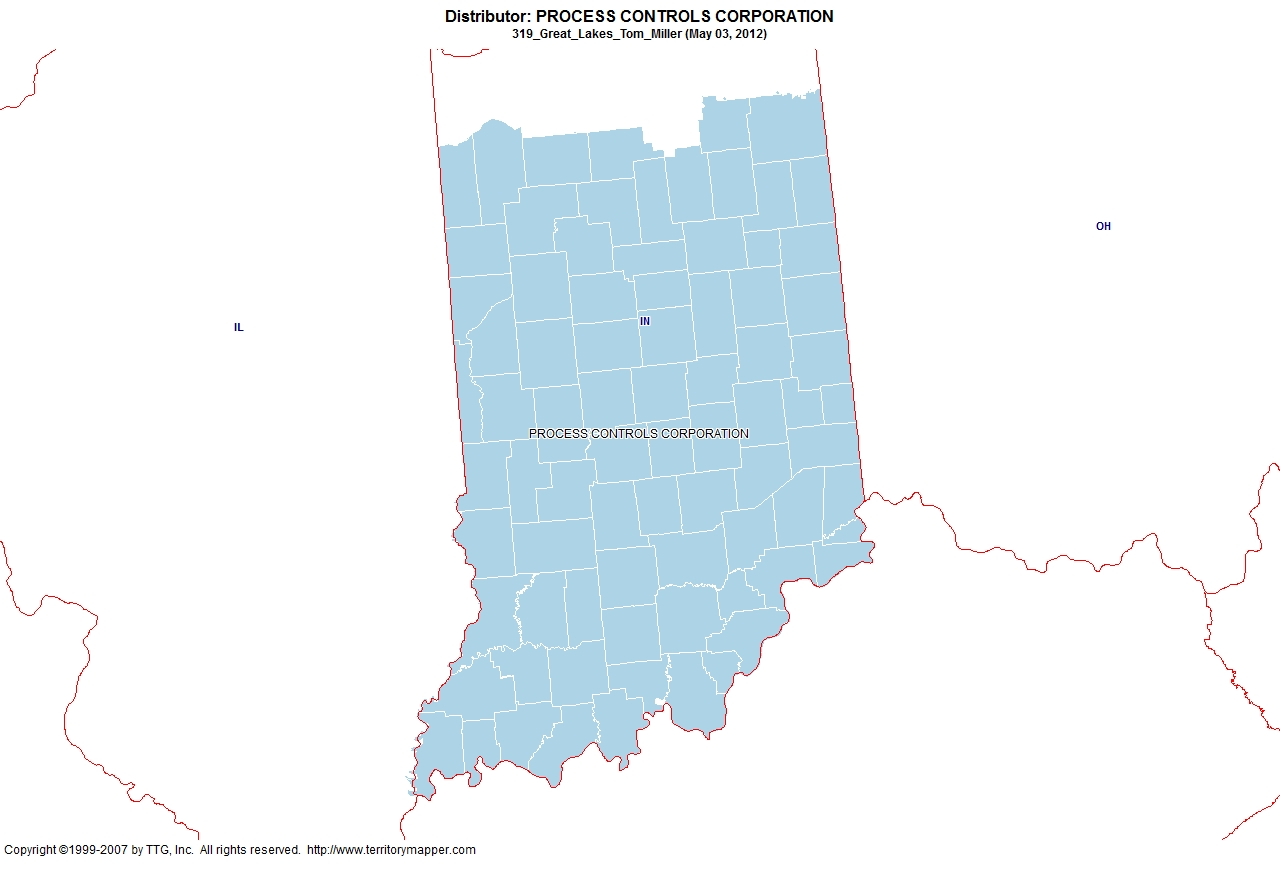 Distributor: PROCESS CONTROLS CORPORATION
319_Great_Lakes_Tom_Miller (May 03, 2012)
OH
IN
IL
PROCESS CONTROLS CORPORATION
Copyright ©1999-2007 by TTG, Inc. All rights reserved. http://www.territorymapper.com